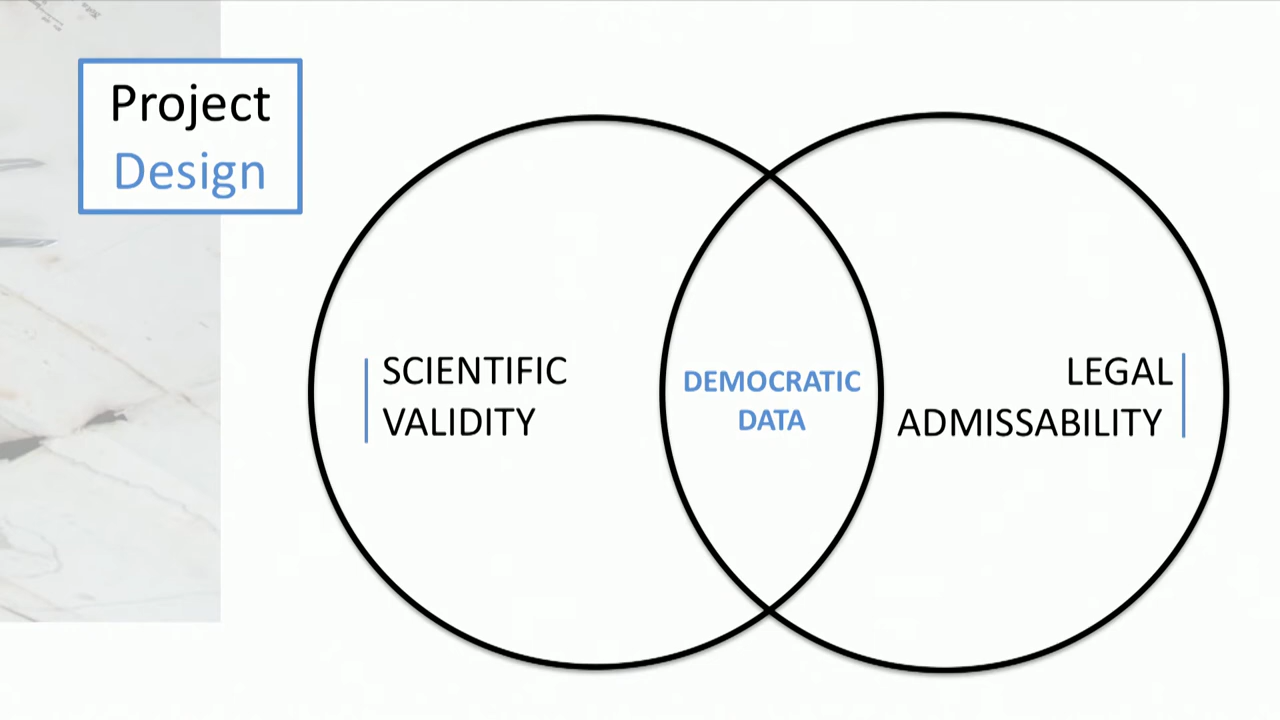 Project
Design
SCIENTIFIC
VALIDITY
DEMOCRATIC
DATA
LEGAL
ADMISSABILITY